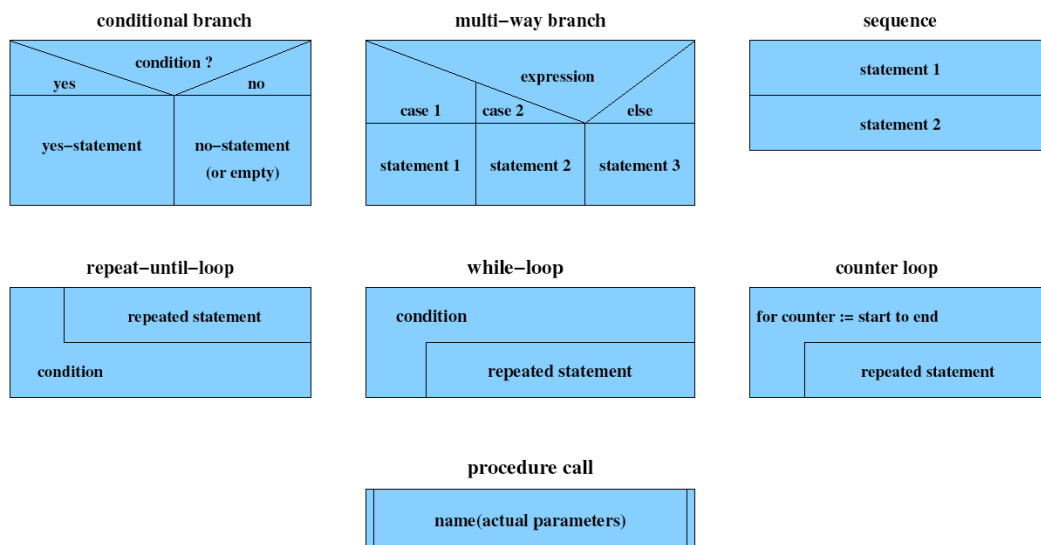 conditional branch
condition ?
yes
no
yes−statement
no−statement
(or empty)
multi−way branch
expression
case 1
case 2
else
statement 1
statement 2
statement 3
sequence
statement 1
statement 2
repeat−until−loop
repeated statement
condition
while−loop
condition
repeated statement
counter loop
for counter := start to end
repeated statement
procedure call
name(actual parameters)